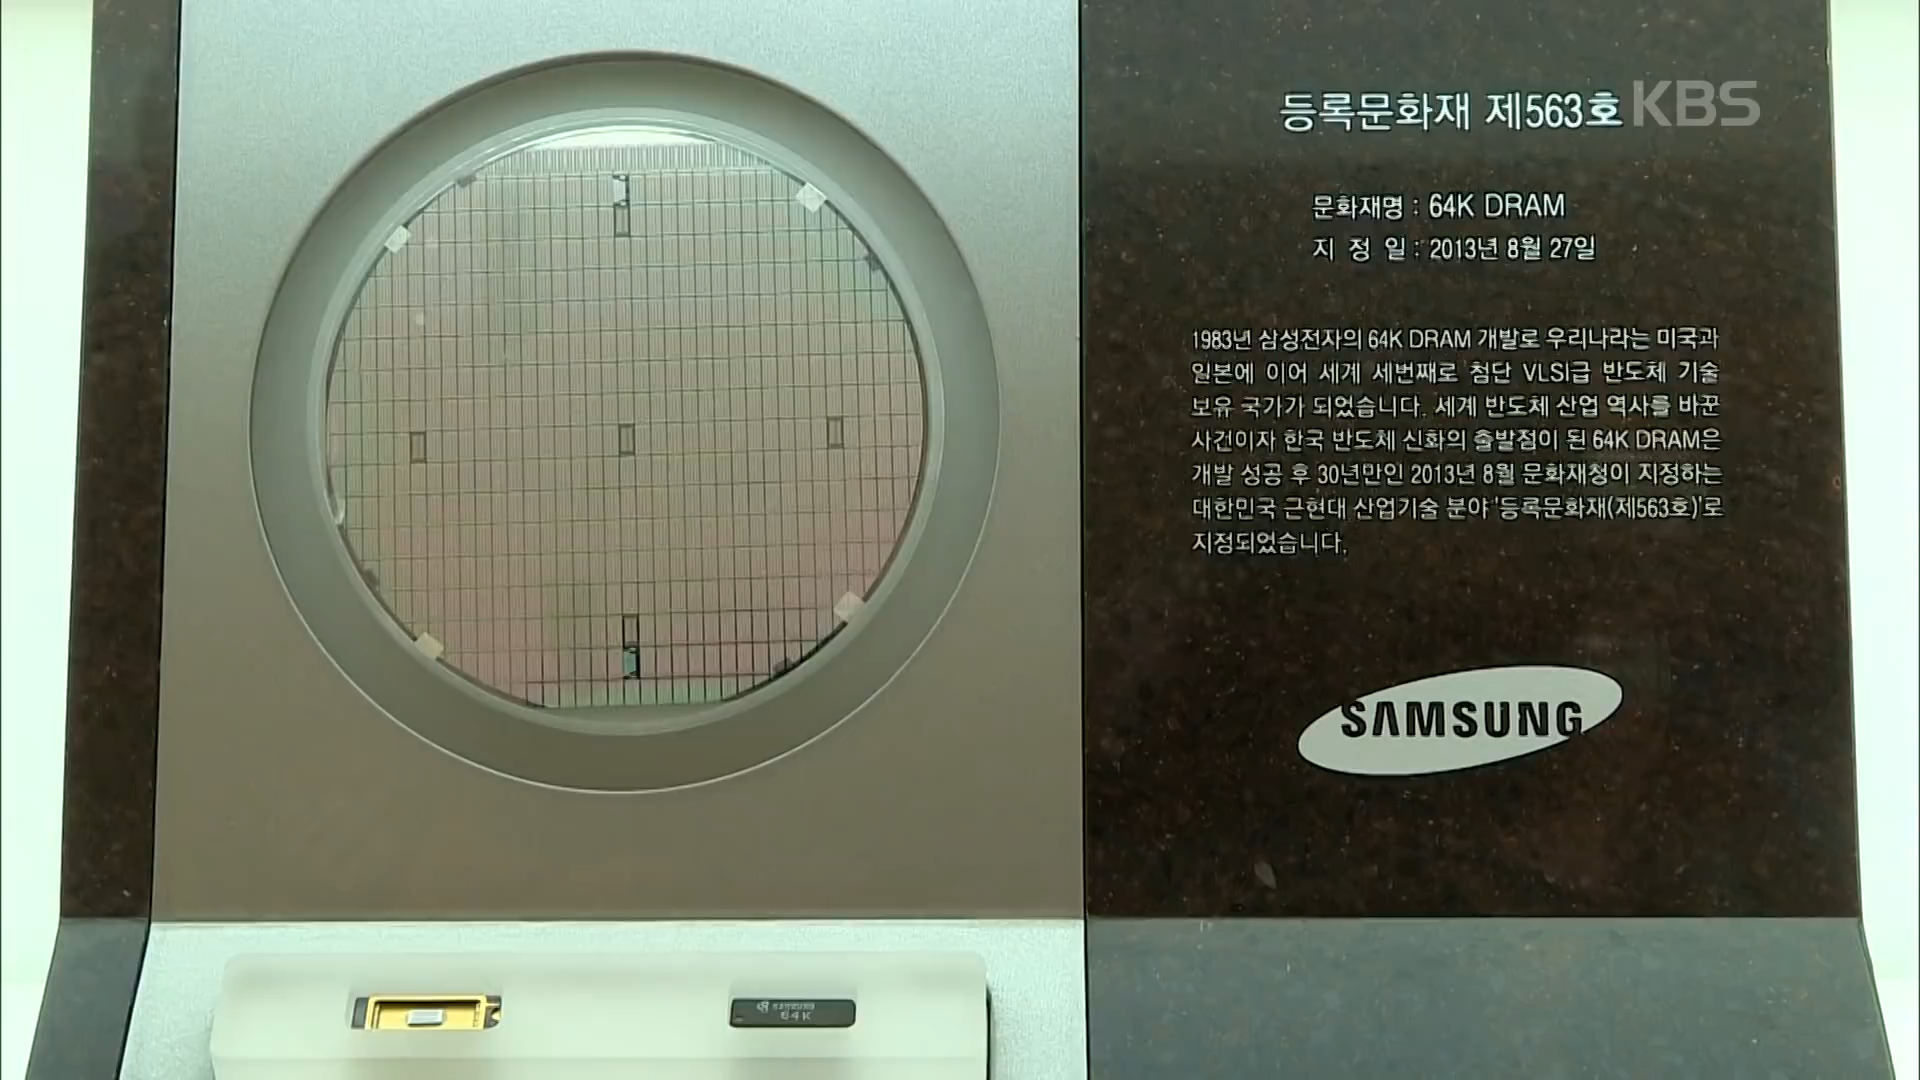 등록문화재 제563호
KBS
문화재명 : 64K DRAM
지 정 일 : 2013년 8월 27일
1983년 삼성전자의 64K DRAM 개발로 우리나라는 미국과
일본에 이어 세계 세번째로 첨단 VLSI급 반도체 기술
보유 국가가 되었습니다. 세계 반도체 산업 역사를 바꾼
사건이자 한국 반도체 신화의 출발점이 된 64K DRAM은
개발 성공 후 30년만인 2013년 8월 문화재청이 지정하는
대한민국 근현대 산업기술 분야 '등록문화재(제563호)'로
지정되었습니다.
SAMSUNG
SAMSUNG
64K